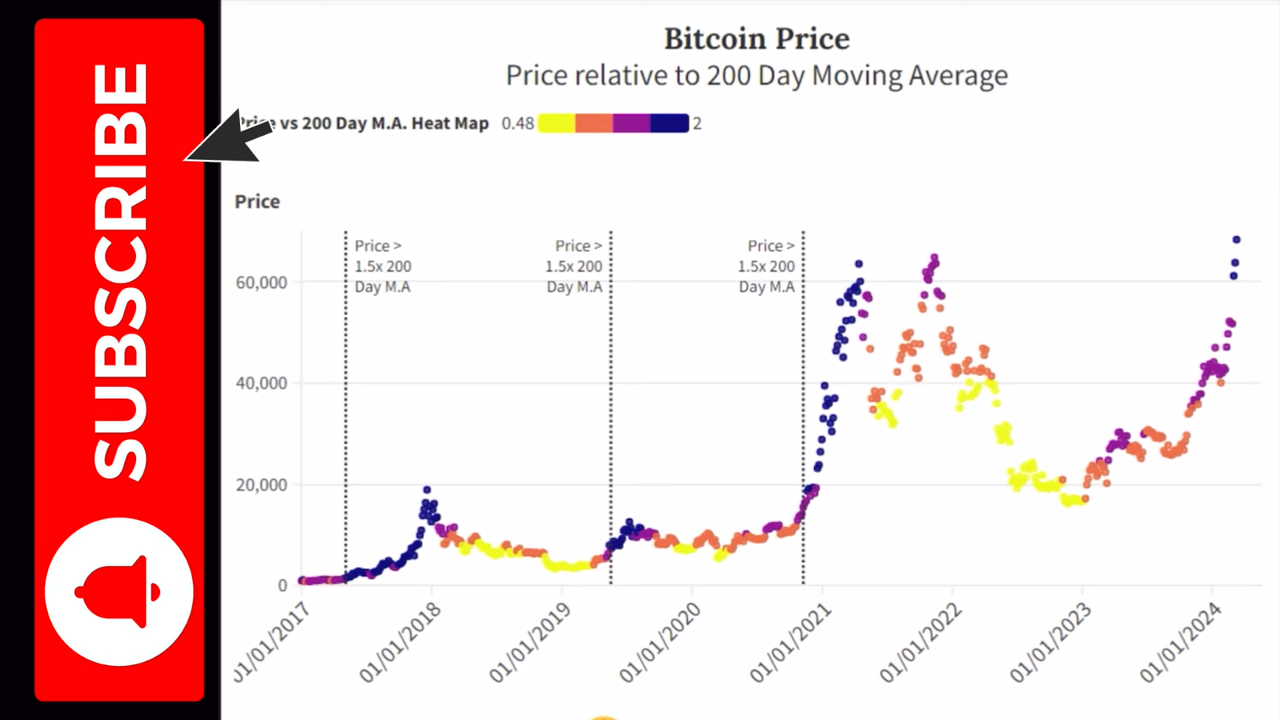 SUBSCRIBE
Bitcoin Price
Price relative to 200 Day Moving Average
Price vs 200 Day M.A. Heat Map 0.48 2
Price
Price >
1.5x 200
Day M.A
Price >
1.5x 200
Day M.A
Price >
1.5x 200
Day M.A
60,000
40,000
20,000
0
01/01/2017
01/01/2018
01/01/2019
01/01/2020
01/01/2021
01/01/2022
01/01/2023
01/01/2024